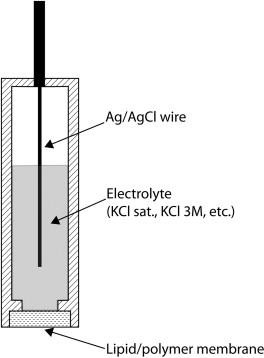 Ag/AgCl wire
Electrolyte
(KCl sat., KCl 3M, etc.)
Lipid/polymer membrane